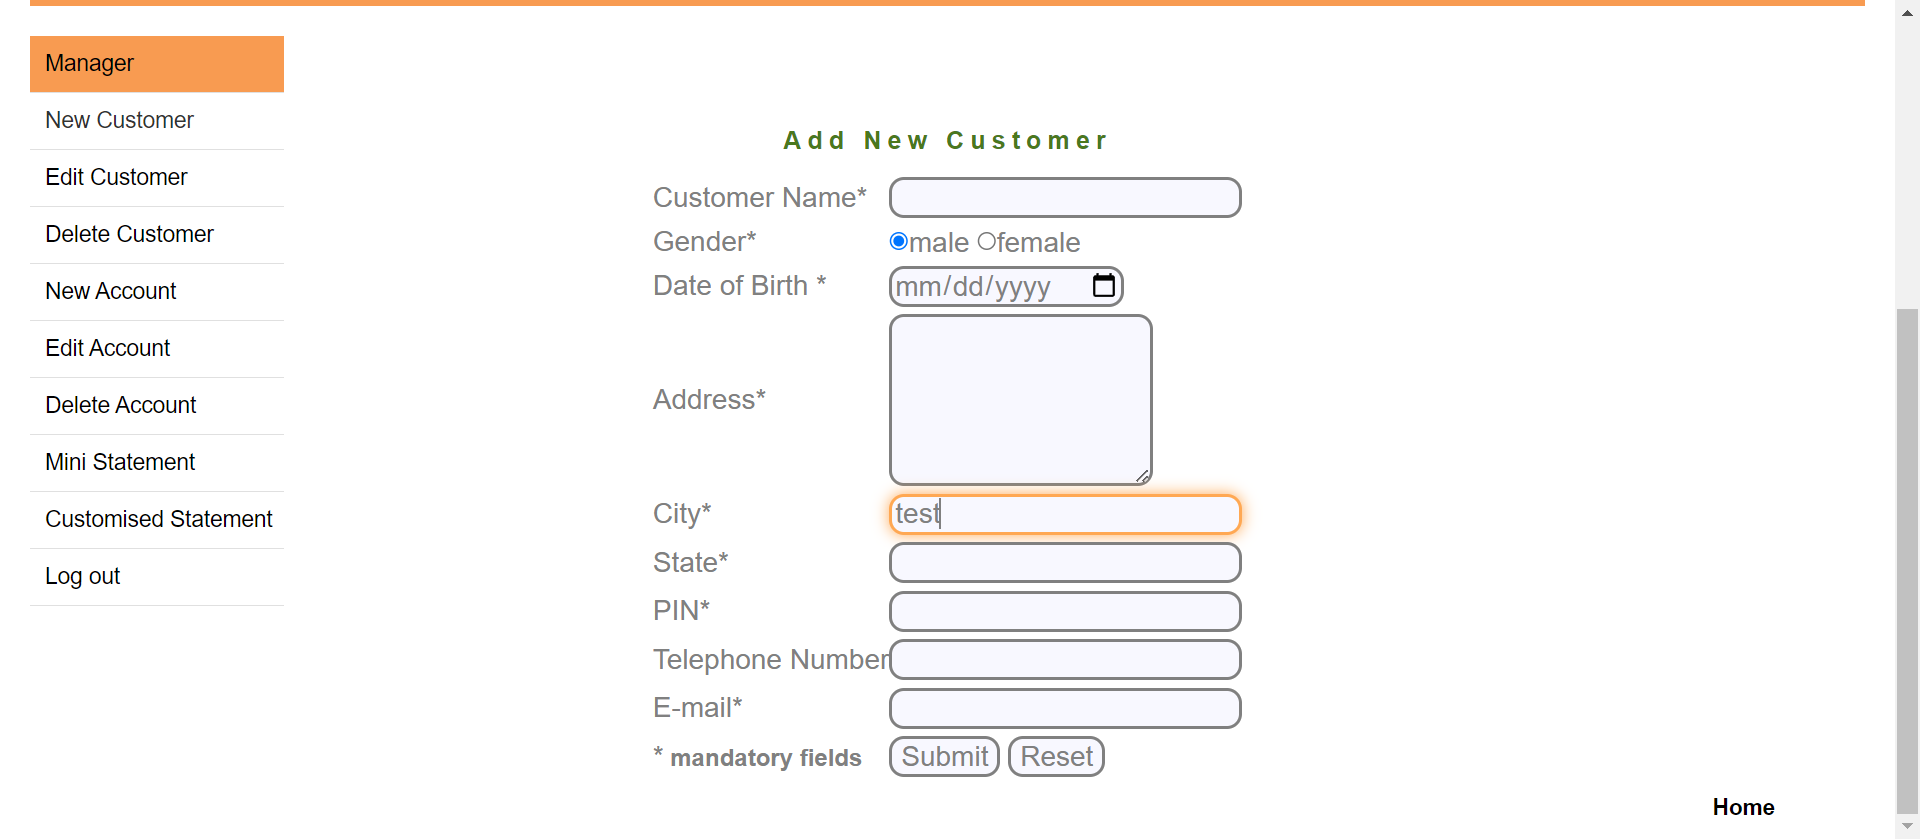 Manager
New Customer
Edit Customer
Delete Customer
New Account
Edit Account
Delete Account
Mini Statement
Customised Statement
Log out
Add New Customer
Customer Name*
Gender* male female
Date of Birth * mm/dd/yyyy
Address*
City* test
State*
PIN*
Telephone Number
E-mail*
* mandatory fields Submit Reset
Home